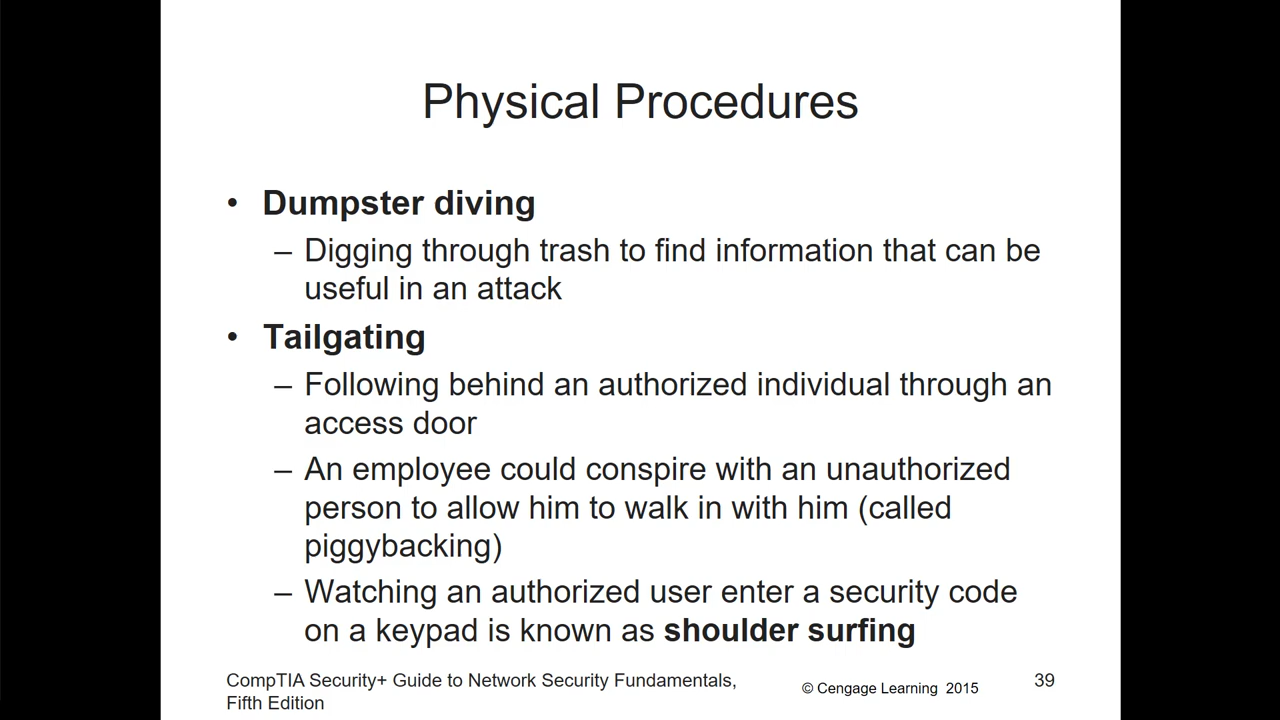 Physical Procedures
• Dumpster diving
– Digging through trash to find information that can be
useful in an attack
• Tailgating
– Following behind an authorized individual through an
access door
– An employee could conspire with an unauthorized
person to allow him to walk in with him (called
piggybacking)
– Watching an authorized user enter a security code
on a keypad is known as shoulder surfing
CompTIA Security+ Guide to Network Security Fundamentals,
Fifth Edition
© Cengage Learning 2015
39